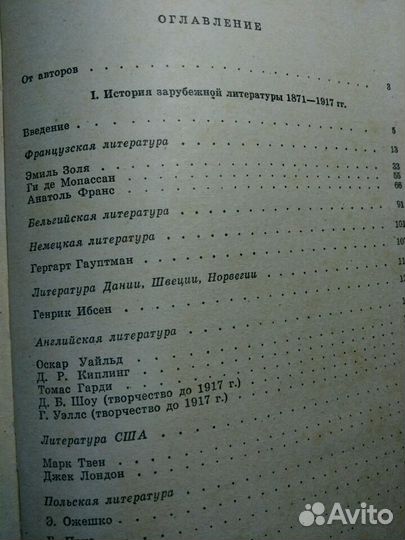 ОГЛАВЛЕНИЕ
От авторов 3
I. История зарубежной литературы 1871—1917 гг.
Введение 5
Французская литература 13
Эмиль Золя 33
Ги де Мопассан 55
Анатоль Франс 66
Бельгийская литература 91
Немецкая литература 101
Гергарт Гауптман 107
Литература Дании, Швеции, Норвегии
Генрик Ибсен
Английская литература
Оскар Уайльд
Д. Р. Киплинг
Томас Гарди
Д. Б. Шоу (творчество до 1917 г.)
Г. Уэллс (творчество до 1917 г.)
Литература США
Марк Твен
Джек Лондон
Польская литература
Э. Ожешко
Avito